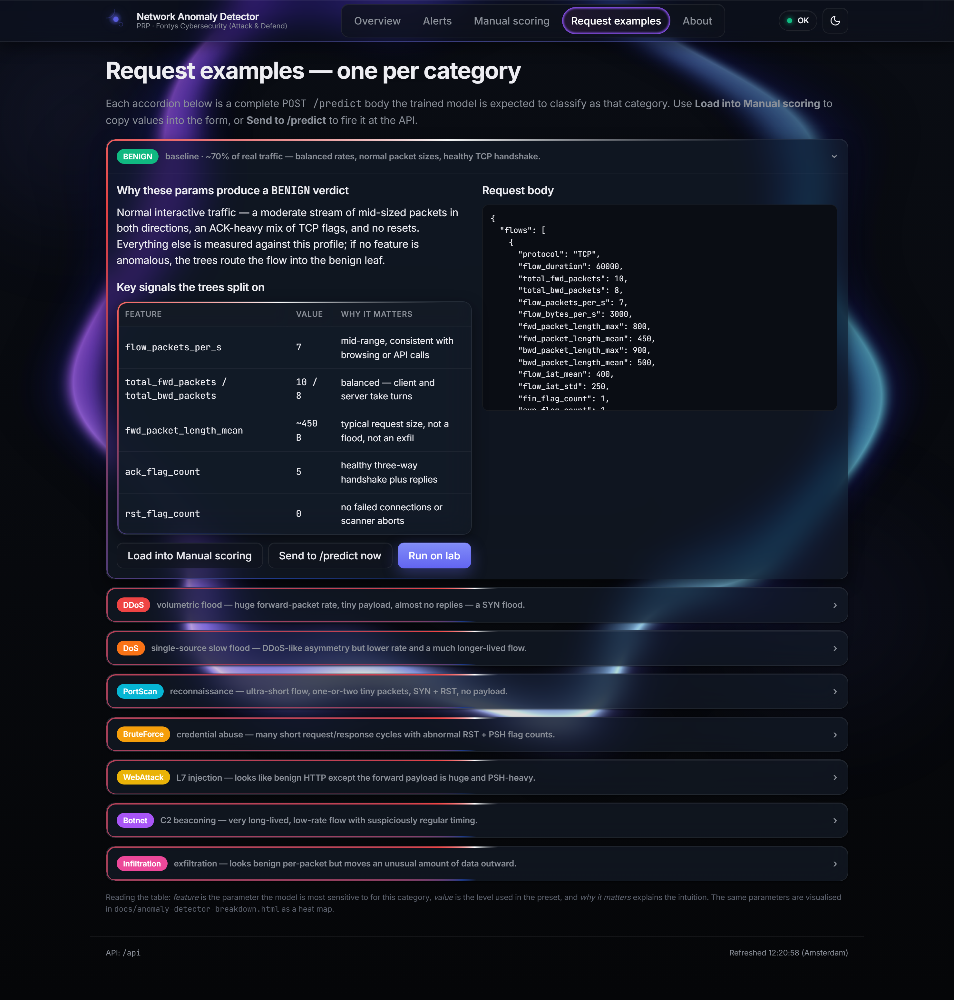 Network Anomaly Detector
PRP · Fontys Cybersecurity (Attack & Defend)
Overview
Alerts
Manual scoring
Request examples
About
OK
Request examples — one per category
Each accordion below is a complete POST /predict body the trained model is expected to classify as that category. Use Load into Manual scoring to
copy values into the form, or Send to /predict to fire it at the API.
BENIGN baseline · ~70% of real traffic — balanced rates, normal packet sizes, healthy TCP handshake.
Why these params produce a BENIGN verdict
Normal interactive traffic — a moderate stream of mid-sized packets in
both directions, an ACK-heavy mix of TCP flags, and no resets.
Everything else is measured against this profile; if no feature is
anomalous, the trees route the flow into the benign leaf.
Key signals the trees split on
FEATURE VALUE WHY IT MATTERS
flow_packets_per_s 7 mid-range, consistent with
browsing or API calls
total_fwd_packets / 10 / balanced — client and
total_bwd_packets 8 server take turns
fwd_packet_length_mean ~450 typical request size, not a
B flood, not an exfil
ack_flag_count 5 healthy three-way
handshake plus replies
rst_flag_count 0 no failed connections or
scanner aborts
Load into Manual scoring
Send to /predict now
Run on lab
Request body
{
"flows": [
{
"protocol": "TCP",
"flow_duration": 60000,
"total_fwd_packets": 10,
"total_bwd_packets": 8,
"flow_packets_per_s": 7,
"flow_bytes_per_s": 3000,
"fwd_packet_length_max": 800,
"fwd_packet_length_mean": 450,
"bwd_packet_length_max": 900,
"bwd_packet_length_mean": 500,
"flow_iat_mean": 400,
"flow_iat_std": 250,
"fin_flag_count": 1,
"syn_flag_count": 1
DDoS volumetric flood — huge forward-packet rate, tiny payload, almost no replies — a SYN flood.
DoS single-source slow flood — DDoS-like asymmetry but lower rate and a much longer-lived flow.
PortScan reconnaissance — ultra-short flow, one-or-two tiny packets, SYN + RST, no payload.
BruteForce credential abuse — many short request/response cycles with abnormal RST + PSH flag counts.
WebAttack L7 injection — looks like benign HTTP except the forward payload is huge and PSH-heavy.
Botnet C2 beaconing — very long-lived, low-rate flow with suspiciously regular timing.
Infiltration exfiltration — looks benign per-packet but moves an unusual amount of data outward.
Reading the table: feature is the parameter the model is most sensitive to for this category, value is the level used in the preset, and why it matters explains the intuition. The same parameters are visualised
in docs/anomaly-detector-breakdown.html as a heat map.
API: /api
Refreshed 12:20:58 (Amsterdam)